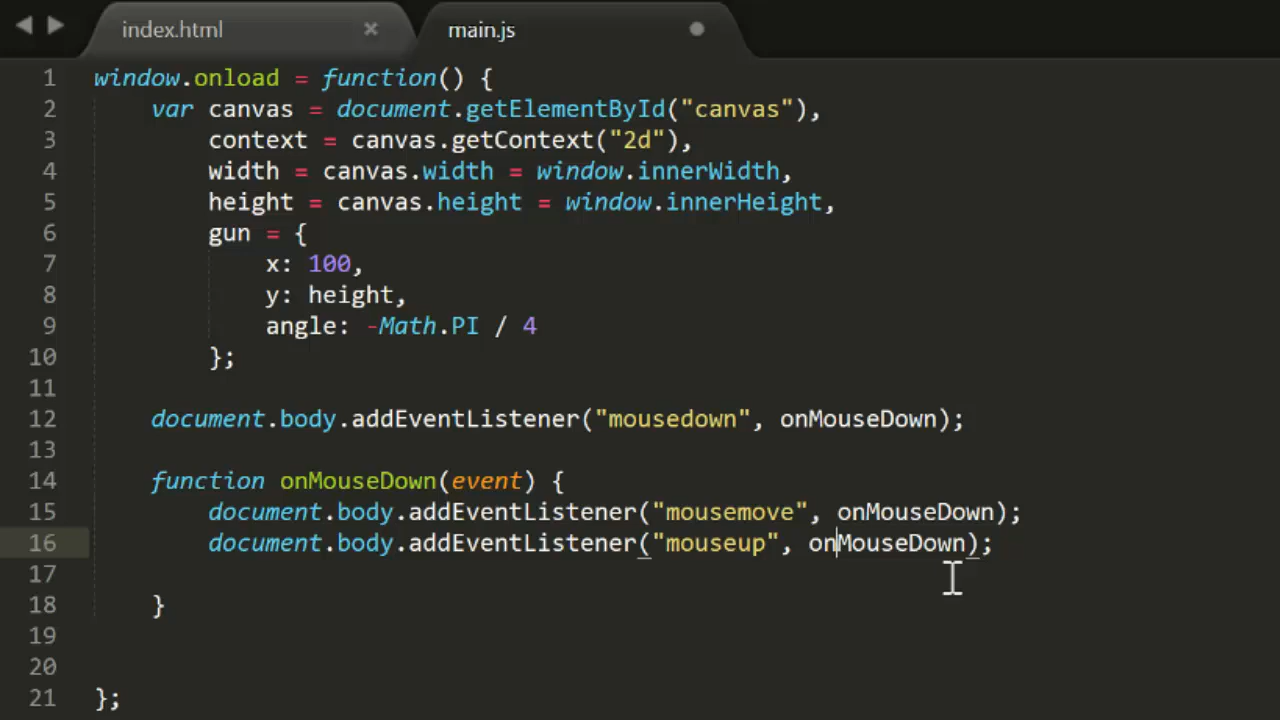 index.html
main.js
1 window.onload = function() {
2 var canvas = document.getElementById("canvas"),
3 context = canvas.getContext("2d"),
4 width = canvas.width = window.innerWidth,
5 height = canvas.height = window.innerHeight,
6 gun = {
7 x: 100,
8 y: height,
9 angle: -Math.PI / 4
10 };
11
12 document.body.addEventListener("mousedown", onMouseDown);
13
14 function onMouseDown(event) {
15 document.body.addEventListener("mousemove", onMouseDown);
16 document.body.addEventListener("mouseup", onMouseDown);
17
18 }
19
20
21 };